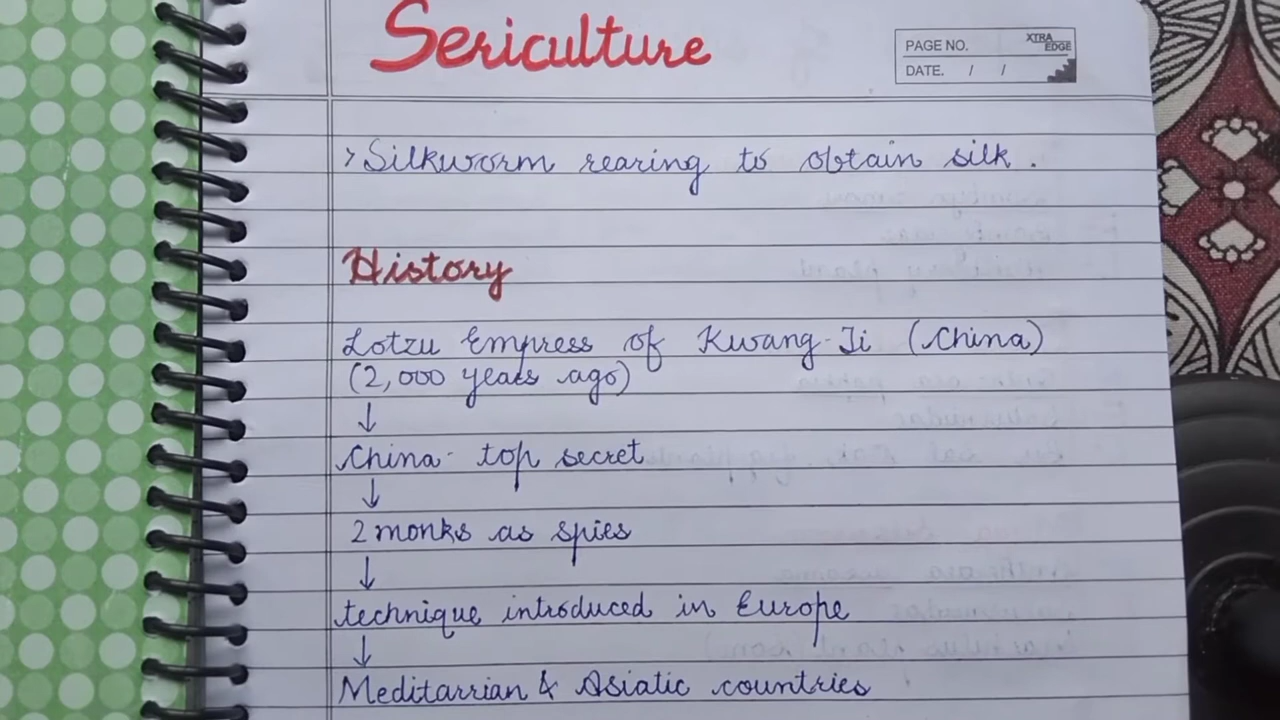 Sericulture
PAGE NO.
XTRA EDGE
DATE. / /
> Silkworm rearing to obtain silk .
History
Lotzu Empress of Kwang-Ti (China)
(2,000 years ago)
↓
China - top secret
↓
2 monks as spies
↓
technique introduced in Europe
↓
Meditarrian & Asiatic countries